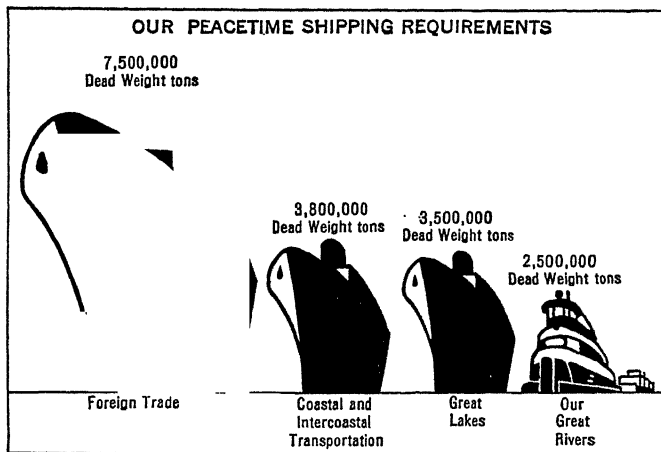 OUR PEACETIME SHIPPING REQUIREMENTS
7,500,000
Dead Weight tons
3,800,000
Dead Weight tons
3,500,000
Dead Weight tons
2,500,000
Dead Weight tons
Foreign Trade
Coastal and
Intercoastal
Transportation
Great
Lakes
Our
Great
Rivers